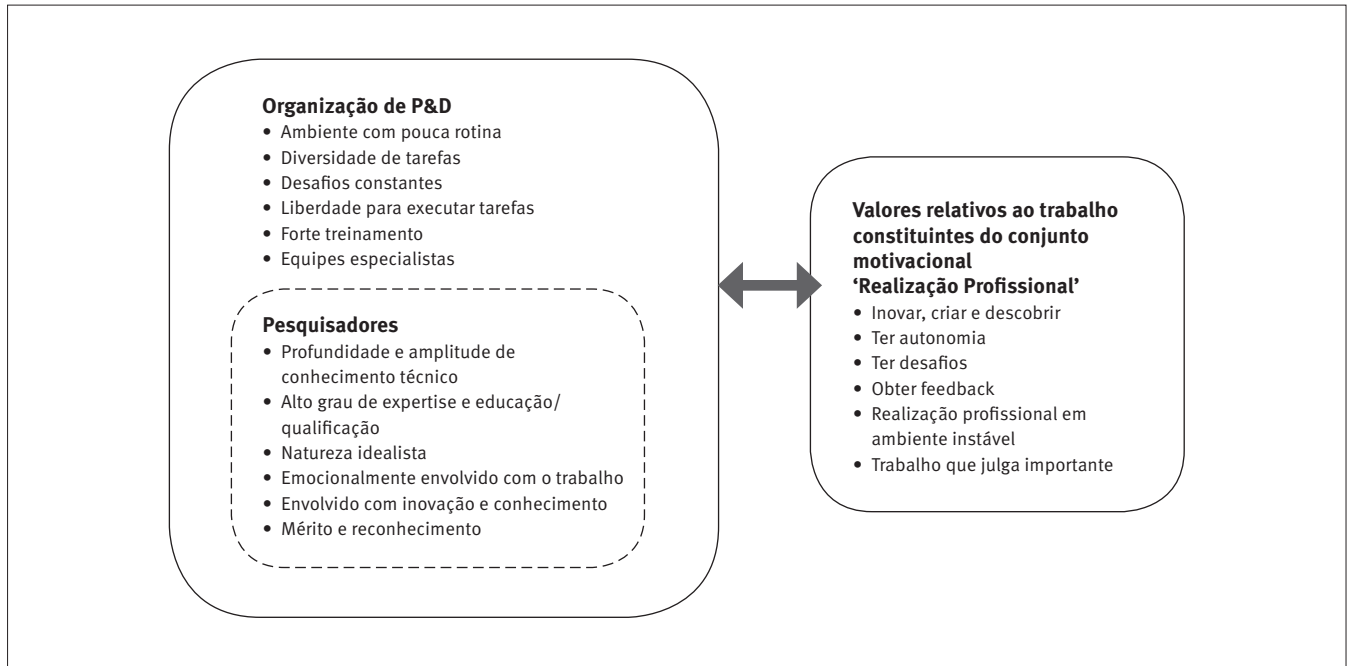 Organização de P&D
• Ambiente com pouca rotina
• Diversidade de tarefas
• Desafios constantes
• Liberdade para executar tarefas
• Forte treinamento
• Equipes especialistas
Pesquisadores
• Profundidade e amplitude de
conhecimento técnico
• Alto grau de expertise e educação/
qualificação
• Natureza idealista
• Emocionalmente envolvido com o trabalho
• Envolvido com inovação e conhecimento
• Mérito e reconhecimento
Valores relativos ao trabalho
constituintes do conjunto
motivacional
‘Realização Profissional’
• Inovar, criar e descobrir
• Ter autonomia
• Ter desafios
• Obter feedback
• Realização profissional em
ambiente instável
• Trabalho que julga importante